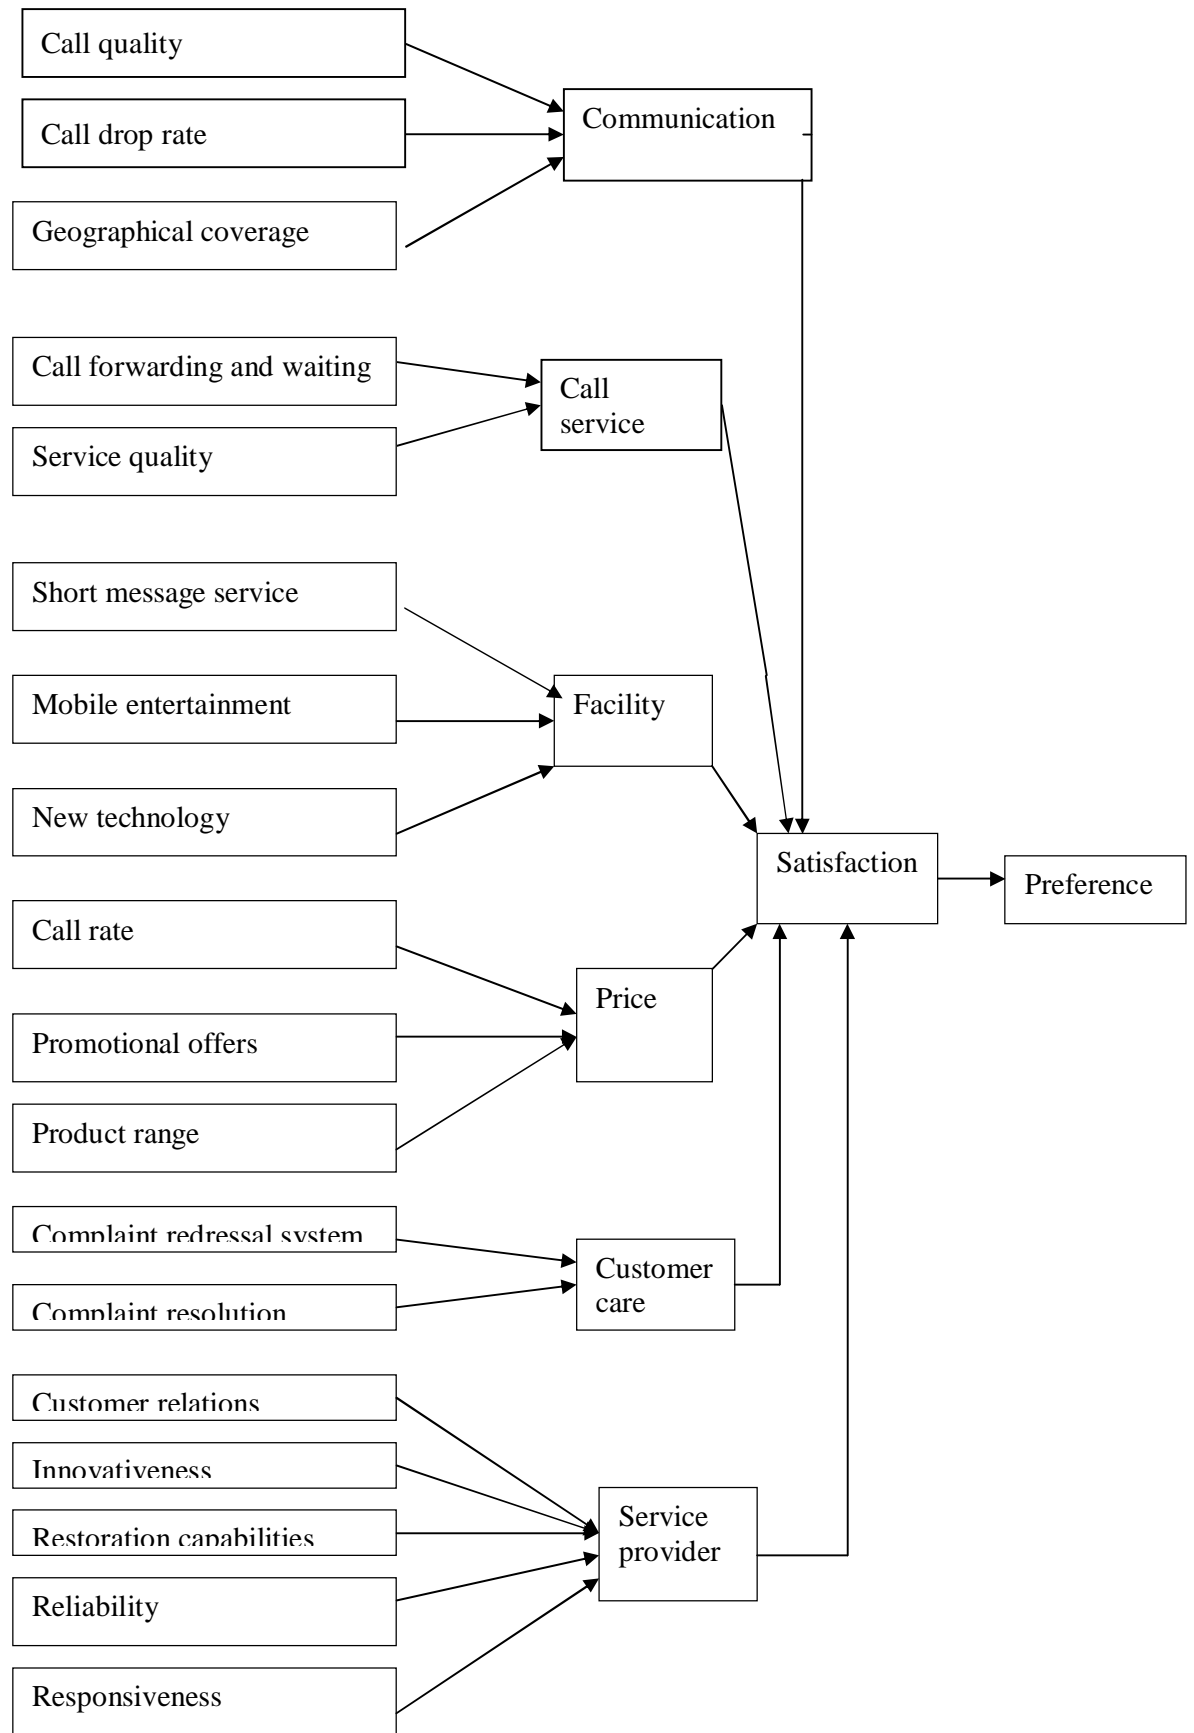 Call quality
Call drop rate
Communication
Geographical coverage
Call forwarding and waiting
Call
service
Service quality
Short message service
Mobile entertainment
Facility
New technology
Satisfaction
Preference
Call rate
Price
Promotional offers
Product range
Complaint redressal system
Customer
care
Complaint resolution
Customer relations
Innovativeness
Restoration capabilities
Service
provider
Reliability
Responsiveness